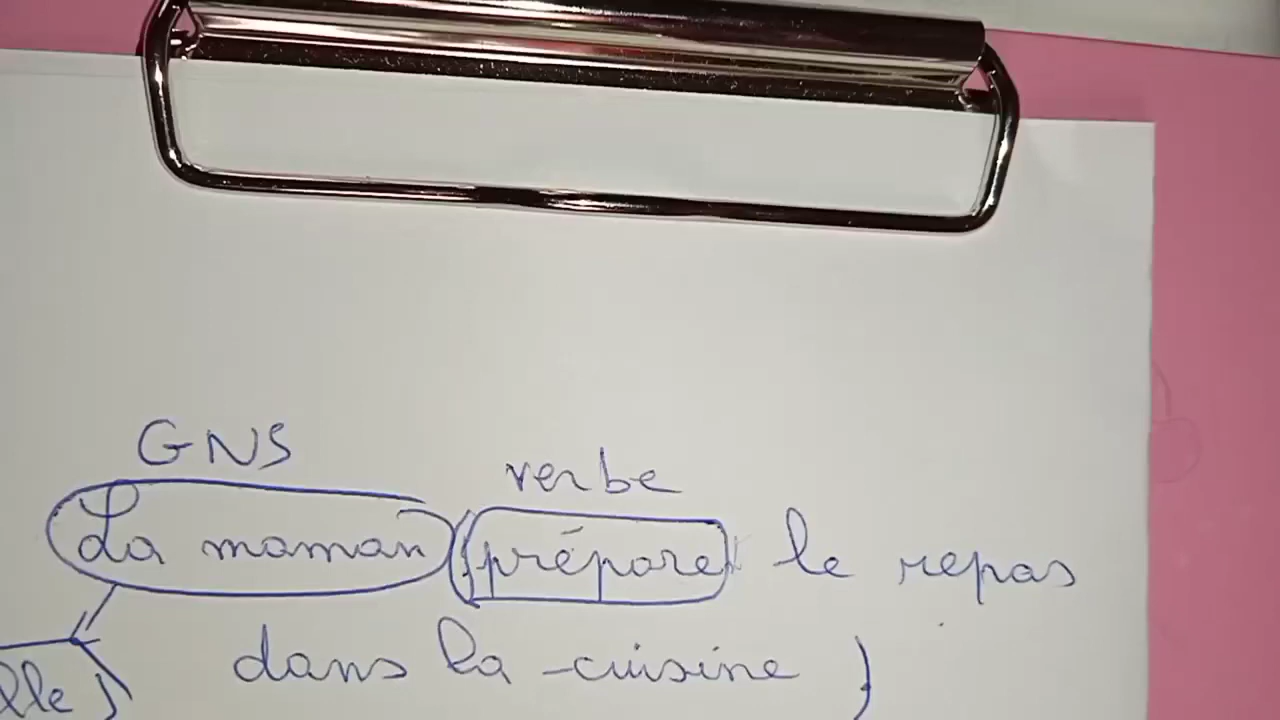 GNS
verbe
La maman (prépare) le repas
dans la cuisine )